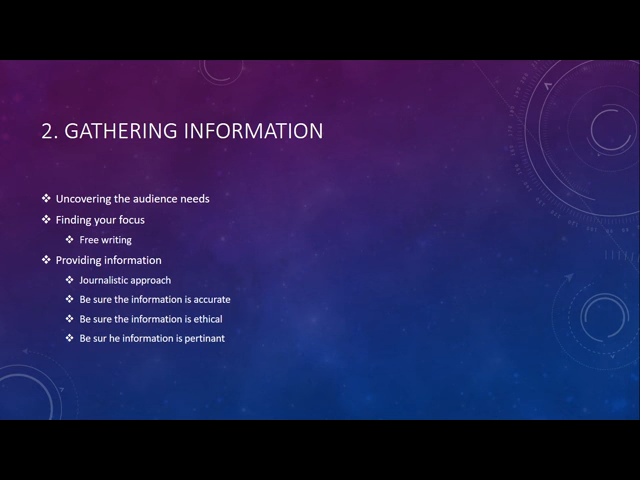 2. GATHERING INFORMATION
❖ Uncovering the audience needs
❖ Finding your focus
❖ Free writing
❖ Providing information
❖ Journalistic approach
❖ Be sure the information is accurate
❖ Be sure the information is ethical
❖ Be sur he information is pertinant